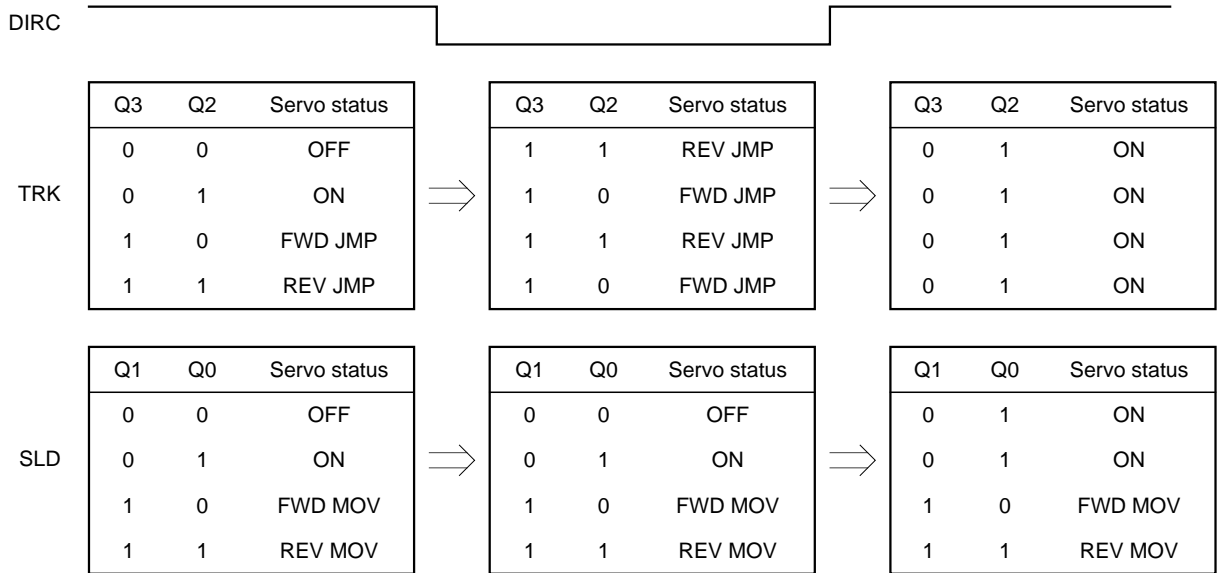 DIRC
Q3 Q2 Servo status Q3 Q2 Servo status Q3 Q2 Servo status
0 0 OFF 1 1 REV JMP 0 1 ON
TRK 0 1 ON 1 0 FWD JMP 0 1 ON
1 0 FWD JMP 1 1 REV JMP 0 1 ON
1 1 REV JMP 1 0 FWD JMP 0 1 ON
Q1 Q0 Servo status Q1 Q0 Servo status Q1 Q0 Servo status
0 0 OFF 0 0 OFF 0 1 ON
SLD 0 1 ON 0 1 ON 0 1 ON
1 0 FWD MOV 1 0 FWD MOV 1 0 FWD MOV
1 1 REV MOV 1 1 REV MOV 1 1 REV MOV